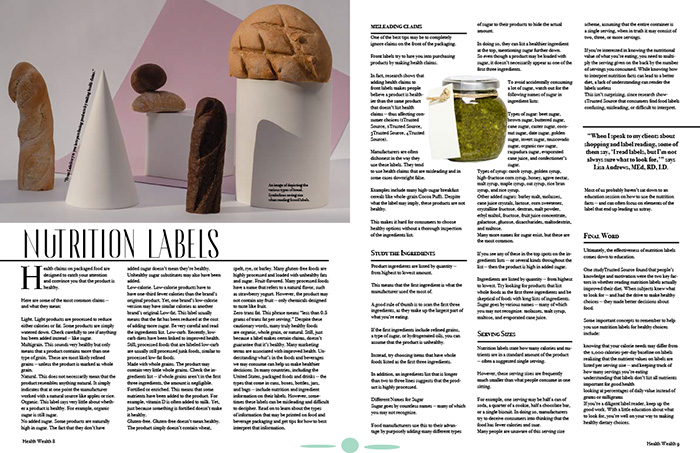 An image of depicting the
various types of bread.
Symbolizes serving size
when reading bread labels.
NUTRITION LABELS
Health claims on packaged food are
designed to catch your attention
and convince you that the product
is healthy.
Here are some of the most common claims—
and what they mean:
Light. Light products are processed to reduce
either calories or fat. Some products are simply
watered down. Check carefully to see if anything
has been added instead — like sugar.
Multigrain. This sounds very healthy but only
means that a product contains more than one
type of grain. These are most likely refined
grains — unless the product is marked as whole
grain.
Natural. This does not necessarily mean that the
product resembles anything natural. It simply
indicates that at one point the manufacturer
worked with a natural source like apples or rice.
Organic. This label says very little about wheth-
er a product is healthy. For example, organic
sugar is still sugar.
No added sugar. Some products are naturally
high in sugar. The fact that they don't have
added sugar doesn't mean they're healthy.
Unhealthy sugar substitutes may also have been
added.
Low-calorie. Low-calorie products have to
have one-third fewer calories than the brand's
original product. Yet, one brand's low-calorie
version may have similar calories as another
brand's original. Low-fat. This label usually
means that the fat has been reduced at the cost
of adding more sugar. Be very careful and read
the ingredients list. Low-carb. Recently, low-
carb diets have been linked to improved health.
Still, processed foods that are labeled low-carb
are usually still processed junk foods, similar to
processed low-fat foods.
Made with whole grains. The product may
contain very little whole grains. Check the in-
gredients list — if whole grains aren't in the first
three ingredients, the amount is negligible.
Fortified or enriched. This means that some
nutrients have been added to the product. For
example, vitamin D is often added to milk. Yet,
just because something is fortified doesn't make
it healthy.
Gluten-free. Gluten-free doesn't mean healthy.
The product simply doesn't contain wheat,
spelt, rye, or barley. Many gluten-free foods are
highly processed and loaded with unhealthy fats
and sugar. Fruit-flavored. Many processed foods
have a name that refers to a natural flavor, such
as strawberry yogurt. However, the product may
not contain any fruit — only chemicals designed
to taste like fruit.
Zero trans fat. This phrase means "less than 0.5
grams of trans fat per serving." Despite these
cautionary words, many truly healthy foods
are organic, whole grain, or natural. Still, just
because a label makes certain claims, doesn't
guarantee that it's healthy. Many marketing
terms are associated with improved health. Un-
derstanding what's in the foods and beverages
we may consume can help us make healthier
decisions. In many countries, including the
United States, packaged foods and drinks — the
types that come in cans, boxes, bottles, jars,
and bags — include nutrition and ingredient
information on their labels. However, some-
times these labels can be misleading and difficult
to decipher. Read on to learn about the types
of information that may be printed on food and
beverage packaging and get tips for how to best
interpret that information.
Health Wealth 8
MISLEADING CLAIMS
One of the best tips may be to completely
ignore claims on the front of the packaging.
Front labels try to lure you into purchasing
products by making health claims.
In fact, research shows that
adding health claims to
front labels makes people
believe a product is health-
ier than the same product
that doesn't list health
claims — thus affecting con-
sumer choices (1Trusted
Source, 2Trusted Source,
3Trusted Source, 4Trusted
Source).
Manufacturers are often
dishonest in the way they
use these labels. They tend
to use health claims that are misleading and in
some cases downright false.
Examples include many high-sugar breakfast
cereals like whole-grain Cocoa Puffs. Despite
what the label may imply, these products are not
healthy.
This makes it hard for consumers to choose
healthy options without a thorough inspection
of the ingredients list.
STUDY THE INGREDIENTS
Product ingredients are listed by quantity —
from highest to lowest amount.
This means that the first ingredient is what the
manufacturer used the most of.
A good rule of thumb is to scan the first three
ingredients, as they make up the largest part of
what you're eating.
If the first ingredients include refined grains,
a type of sugar, or hydrogenated oils, you can
assume that the product is unhealthy.
Instead, try choosing items that have whole
foods listed as the first three ingredients.
In addition, an ingredients list that is longer
than two to three lines suggests that the prod-
uct is highly processed.
Different Names for Sugar
Sugar goes by countless names — many of which
you may not recognize.
Food manufacturers use this to their advan-
tage by purposely adding many different types
of sugar to their products to hide the actual
amount.
In doing so, they can list a healthier ingredient
at the top, mentioning sugar further down.
So even though a product may be loaded with
sugar, it doesn't necessarily appear as one of the
first three ingredients.
To avoid accidentally consuming
a lot of sugar, watch out for the
following names of sugar in
ingredient lists:
Types of sugar: beet sugar,
brown sugar, buttered sugar,
cane sugar, caster sugar, coco-
nut sugar, date sugar, golden
sugar, invert sugar, muscovado
sugar, organic raw sugar,
raspadura sugar, evaporated
cane juice, and confectioner's
sugar.
Types of syrup: carob syrup, golden syrup,
high-fructose corn syrup, honey, agave nectar,
malt syrup, maple syrup, oat syrup, rice bran
syrup, and rice syrup.
Other added sugars: barley malt, molasses,
cane juice crystals, lactose, corn sweetener,
crystalline fructose, dextran, malt powder,
ethyl maltol, fructose, fruit juice concentrate,
galactose, glucose, disaccharides, maltodextrin,
and maltose.
Many more names for sugar exist, but these are
the most common.
If you see any of these in the top spots on the in-
gredients lists — or several kinds throughout the
list — then the product is high in added sugar.
Ingredients are listed by quantity — from highest
to lowest. Try looking for products that list
whole foods as the first three ingredients and be
skeptical of foods with long lists of ingredients.
Sugar goes by various names — many of which
you may not recognize. molasses, malt syrup,
maltose, and evaporated cane juice.
SERVING SIZES
Nutrition labels state how many calories and nu-
trients are in a standard amount of the product
— often a suggested single serving.
However, these serving sizes are frequently
much smaller than what people consume in one
sitting.
For example, one serving may be half a can of
soda, a quarter of a cookie, half a chocolate bar,
or a single biscuit. In doing so, manufacturers
try to deceive consumers into thinking that the
food has fewer calories and less sugar.
Many people are unaware of this serving size
scheme, assuming that the entire container is
a single serving, when in truth it may consist of
two, three, or more servings.
If you're interested in knowing the nutritional
value of what you're eating, you need to multi-
ply the serving given on the back by the number
of servings you consumed. While knowing how
to interpret nutrition facts can lead to a better
diet, a lack of understanding can render the
labels useless.
This isn't surprising, since research show-
1Trusted Source that consumers find food labels
confusing, misleading, or difficult to interpret.
"When I speak to my clients about
shopping and label reading, some of
them say, 'I read labels, but I'm not
always sure what to look for,'" says
Lisa Andrews, MEd, RD, LD.
Most of us probably haven't sat down to an
education session on how to use the nutrition
facts — and can often focus on elements of the
label that end up leading us astray.
FINAL WORD
Ultimately, the effectiveness of nutrition labels
comes down to education.
One study1Trusted Source found that people's
knowledge and motivation were the two key fac-
tors in whether reading nutrition labels actually
improved their diet. When subjects knew what
to look for — and had the drive to make healthy
choices — they made better decisions about
food.
Some important concepts to remember to help
you use nutrition labels for healthy choices
include:
knowing that your calorie needs may differ from
the 2,000 calories-per-day baseline on labels
realizing that the nutrient values on labels are
listed per serving size — and keeping track of
how many servings you're eating
understanding that labels don't list all nutrients
important for good health
looking at percentages of daily value instead of
grams or milligrams
If you're a diligent label reader, keep up the
good work. With a little education about what
to look for, you're well on your way to making
healthy dietary choices.
Health Wealth 9